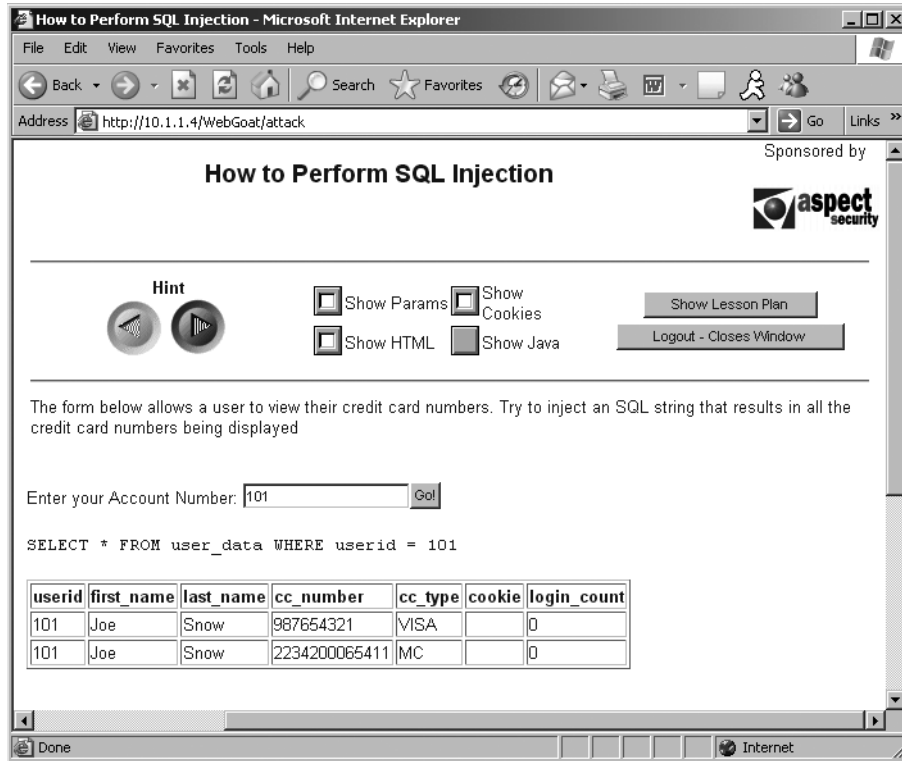 How to Perform SQL Injection - Microsoft Internet Explorer
File Edit View Favorites Tools Help
Back Search Favorites
Address http://10.1.1.4/WebGoat/attack Go Links »
Sponsored by
How to Perform SQL Injection
aspect
security
Hint
Show Params Show Cookies
Show HTML Show Java
Show Lesson Plan
Logout - Closes Window
The form below allows a user to view their credit card numbers. Try to inject an SQL string that results in all the
credit card numbers being displayed
Enter your Account Number: 101 Go!
SELECT * FROM user_data WHERE userid = 101
userid first_name last_name cc_number cc_type cookie login_count
101 Joe Snow 987654321 VISA 0
101 Joe Snow 2234200065411 MC 0
Done Internet